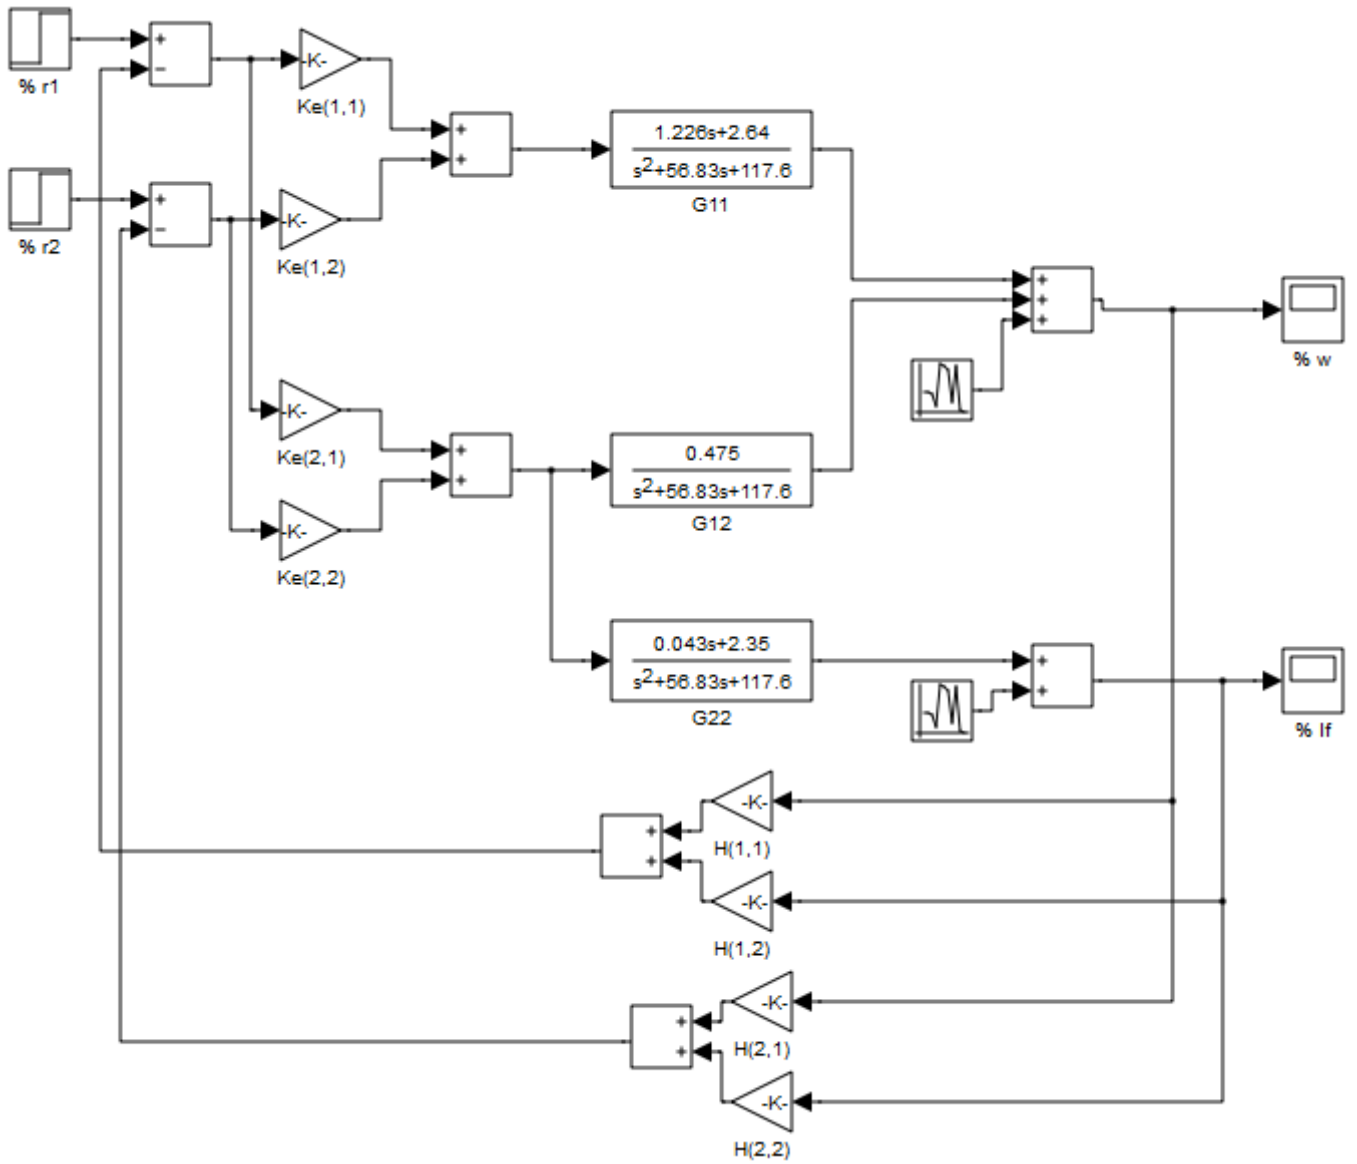 +
−
% r1
-K-
Ke(1,1)
+
+
1.226s+2.64
s2+56.83s+117.6
G11
+
−
% r2
-K-
Ke(1,2)
+
+
+
% w
-K-
Ke(2,1)
+
+
0.475
s2+56.83s+117.6
G12
-K-
Ke(2,2)
0.043s+2.35
s2+56.83s+117.6
G22
+
+
% If
-K-
H(1,1)
+
+
-K-
H(1,2)
-K-
H(2,1)
+
+
-K-
H(2,2)